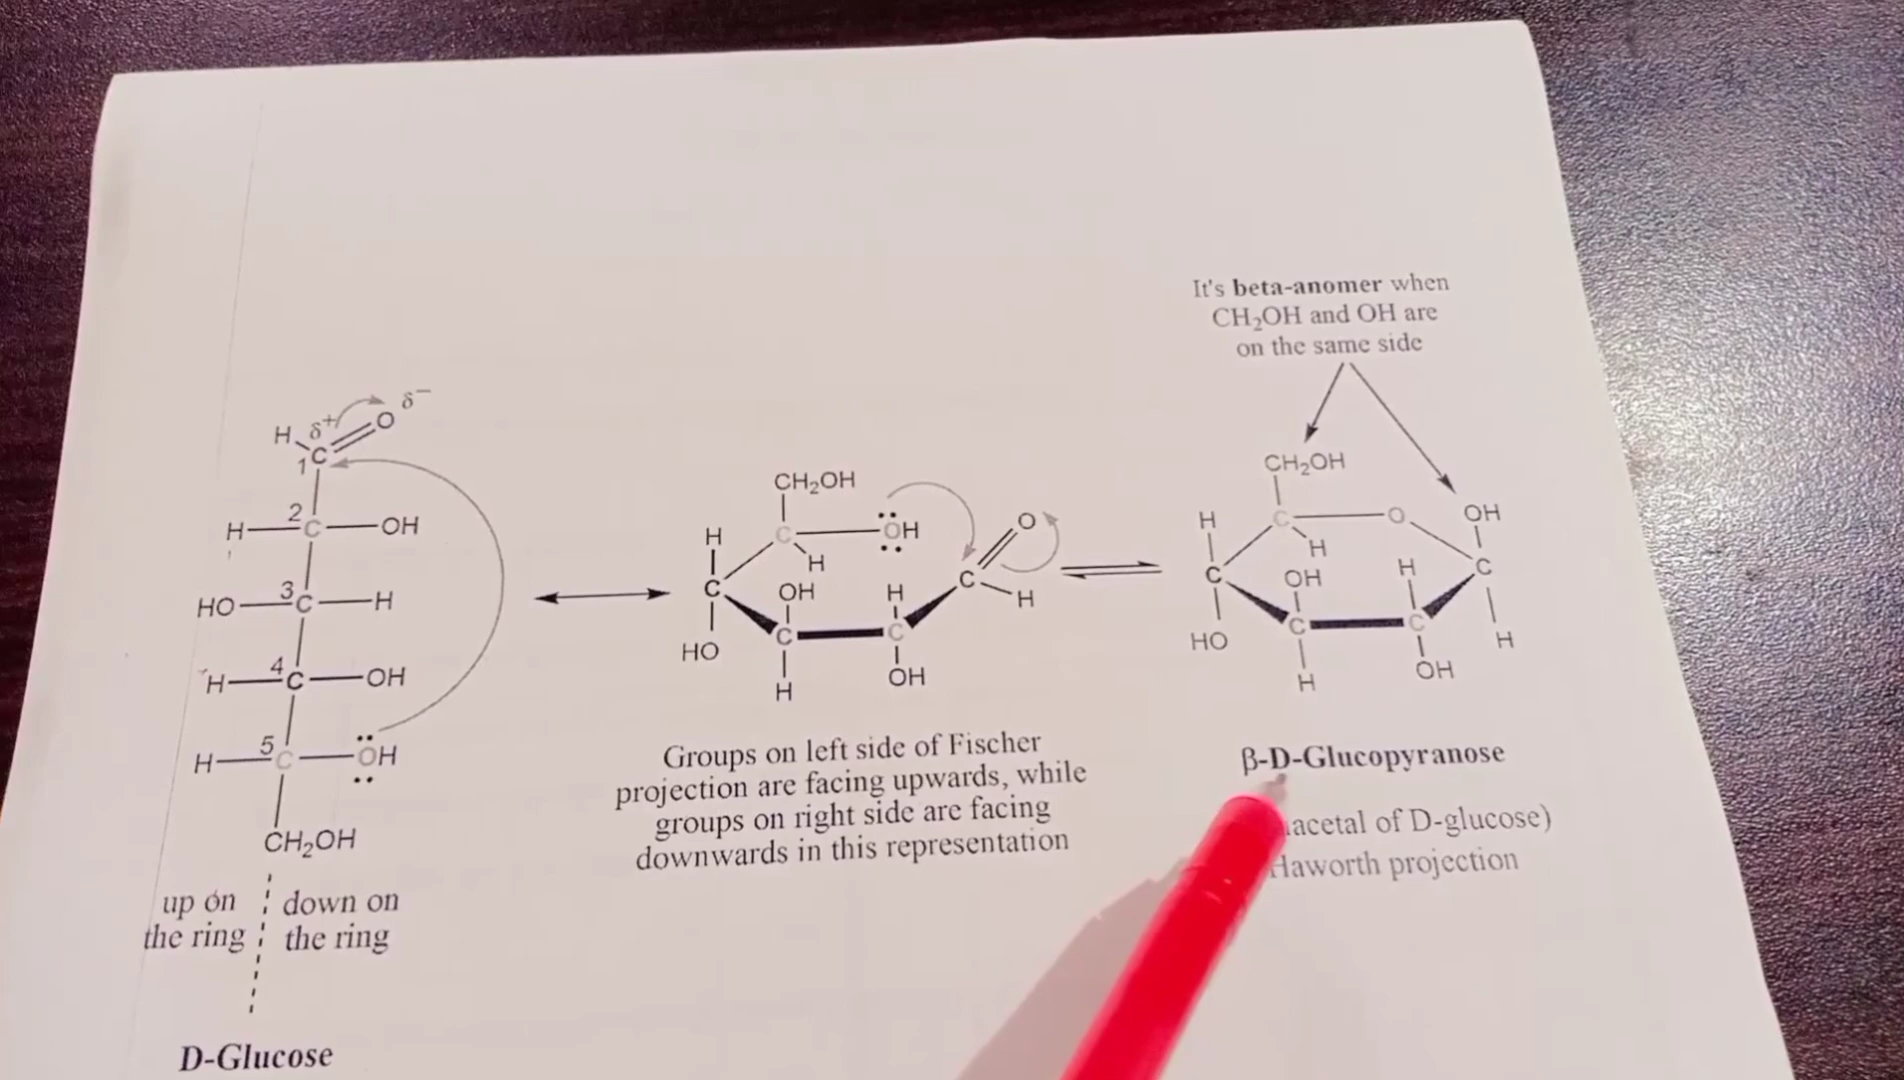 It's beta-anomer when
CH₂OH and OH are
on the same side
H δ⁺ O δ⁻
1 C
H 2 C OH
HO 3 C H
H 4 C OH
H 5 C OH
CH₂OH
up on
the ring
down on
the ring
D-Glucose
CH₂OH
H C OH
H
C OH H C O
H
HO C C
H OH
Groups on left side of Fischer
projection are facing upwards, while
groups on right side are facing
downwards in this representation
CH₂OH
H C O OH
H
C OH H C
HO C C H
H OH
β-D-Glucopyranose
of D-glucose)
Haworth projection